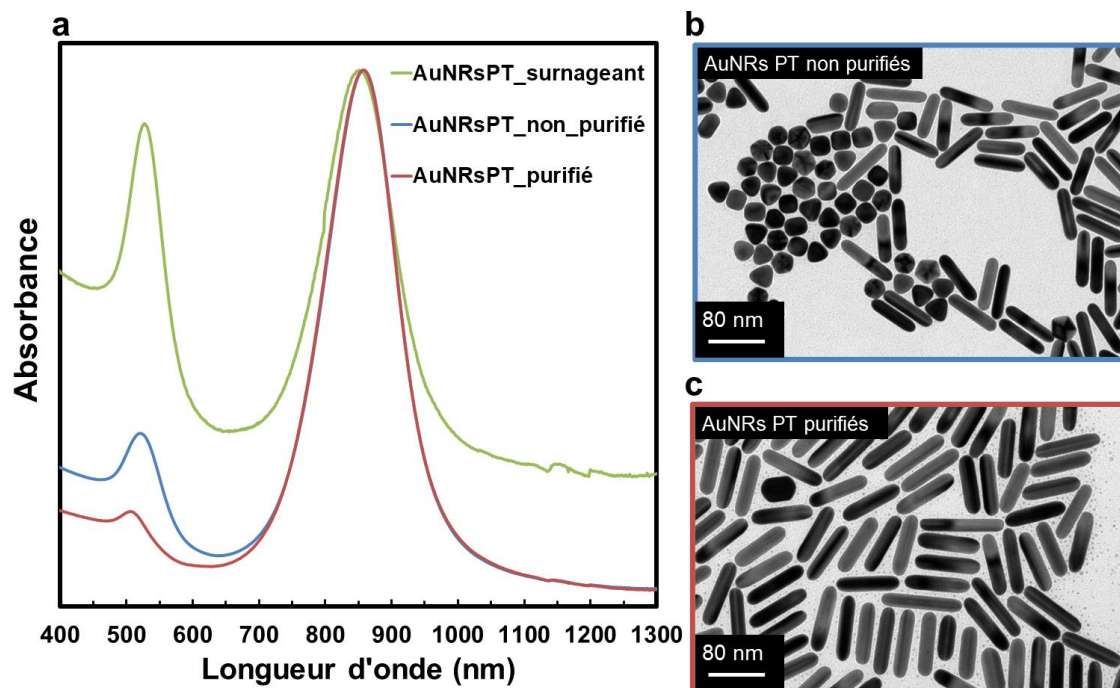 a
AuNRsPT_surnageant
AuNRsPT_non_purifié
AuNRsPT_purifié
Absorbance
400 500 600 700 800 900 1000 1100 1200 1300
Longueur d'onde (nm)
b
AuNRs PT non purifiés
80 nm
c
AuNRs PT purifiés
80 nm